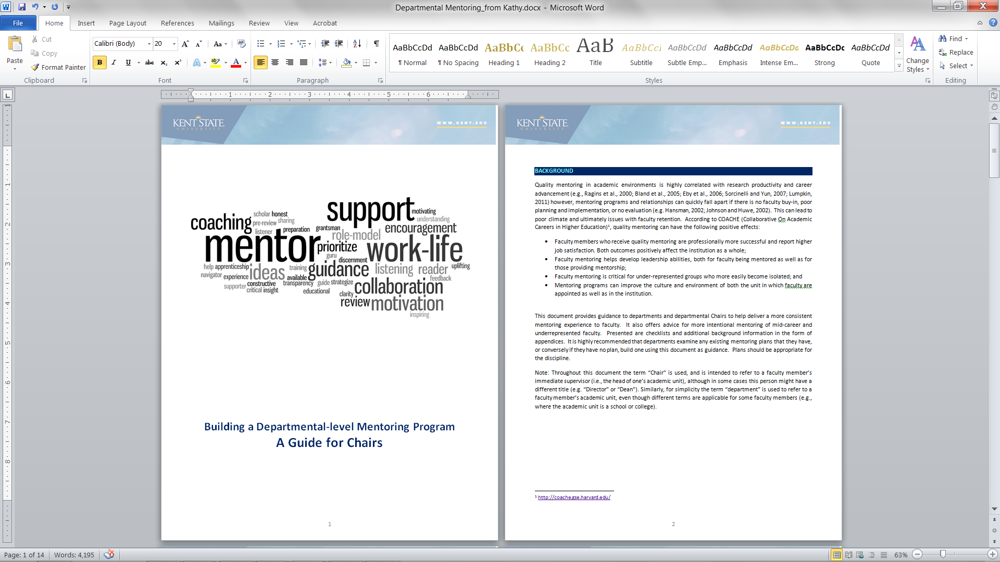 Departmental Mentoring_from Kathy.docx - Microsoft Word
File Home Insert Page Layout References Mailings Review View Acrobat
Paste
Cut
Copy
Format Painter
Clipboard
Calibri (Body) 20
Font
Paragraph
AaBbCcDd AaBbCcDd AaBbCc AaBbCc AaB AaBbCcI AaBbCcDd AaBbCcDd AaBbCcDd AaBbCcDc AaBbCcDd
¶ Normal ¶ No Spacing Heading 1 Heading 2 Title Subtitle Subtle Emp... Emphasis Intense Em... Strong Quote
Styles
Change Styles
Find
Replace
Select
Editing
1 2 3 4 5 6
KENT STATE
UNIVERSITY
WWW.KENT.EDU
support
motivating
coaching
scholar honest
understanding
pre-review sharing
listener preparation grantsman encouragement
role-model
mentor
prioritize
work-life
guru
discernment
help apprenticeship
ideas
training
guidance
listening reader uplifting
navigator experience
available
feedback
supporter constructive transparency guide strategize
collaboration
critical insight
educational
clarity
review motivation
inspiring
Building a Departmental-level Mentoring Program
A Guide for Chairs
1
KENT STATE
UNIVERSITY
WWW.KENT.EDU
BACKGROUND
Quality mentoring in academic environments is highly correlated with research productivity and career
advancement (e.g., Ragins et al., 2000; Bland et al., 2005; Eby et al., 2006; Sorcinelli and Yun, 2007; Lumpkin,
2011) however, mentoring programs and relationships can quickly fall apart if there is no faculty buy-in, poor
planning and implementation, or no evaluation (e.g. Hansman, 2002; Johnson and Huwe, 2002). This can lead to
poor climate and ultimately issues with faculty retention. According to COACHE (Collaborative On Academic
Careers in Higher Education)¹, quality mentoring can have the following positive effects:
• Faculty members who receive quality mentoring are professionally more successful and report higher
job satisfaction. Both outcomes positively affect the institution as a whole;
• Faculty mentoring helps develop leadership abilities, both for faculty being mentored as well as for
those providing mentorship;
• Faculty mentoring is critical for under-represented groups who more easily become isolated; and
• Mentoring programs can improve the culture and environment of both the unit in which faculty are
appointed as well as in the institution.
This document provides guidance to departments and departmental Chairs to help deliver a more consistent
mentoring experience to faculty. It also offers advice for more intentional mentoring of mid-career and
underrepresented faculty. Presented are checklists and additional background information in the form of
appendices. It is highly recommended that departments examine any existing mentoring plans that they have,
or conversely if they have no plan, build one using this document as guidance. Plans should be appropriate for
the discipline.
Note: Throughout this document the term “Chair” is used, and is intended to refer to a faculty member’s
immediate supervisor (i.e., the head of one’s academic unit), although in some cases this person might have a
different title (e.g. “Director” or “Dean”). Similarly, for simplicity the term “department” is used to refer to a
faculty member’s academic unit, even though different terms are applicable for some faculty members (e.g.,
where the academic unit is a school or college).
¹ http://coache.gse.harvard.edu/
2
Page: 1 of 14 Words: 4,195
63%